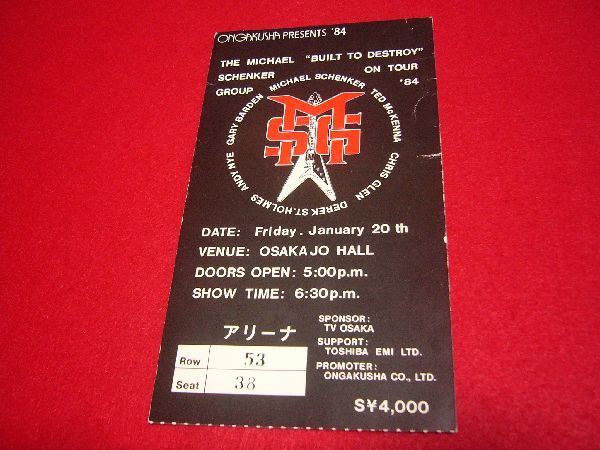 ONGAKUSHA PRESENTS '84
THE MICHAEL "BUILT TO DESTROY"
SCHENKER ON TOUR
GROUP '84
MICHAEL SCHENKER TED McKENNA CHRIS GLEN DEREK ST.HOLMES ANDY NYE GARY BARDEN
MSG
DATE: Friday. January 20 th
VENUE: OSAKAJO HALL
DOORS OPEN: 5:00p.m.
SHOW TIME: 6:30p.m.
アリーナ
Row 53
Seat 38
SPONSOR:
TV OSAKA
SUPPORT:
TOSHIBA EMI LTD.
PROMOTER:
ONGAKUSHA CO., LTD.
S¥4,000